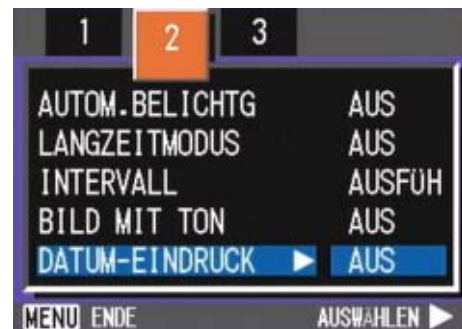 1 2 3
AUTOM.BELICHTG AUS
LANGZEITMODUS AUS
INTERVALL AUSFÜH
BILD MIT TON AUS
DATUM-EINDRUCK ▶ AUS
MENU ENDE AUSWÄHLEN ▶